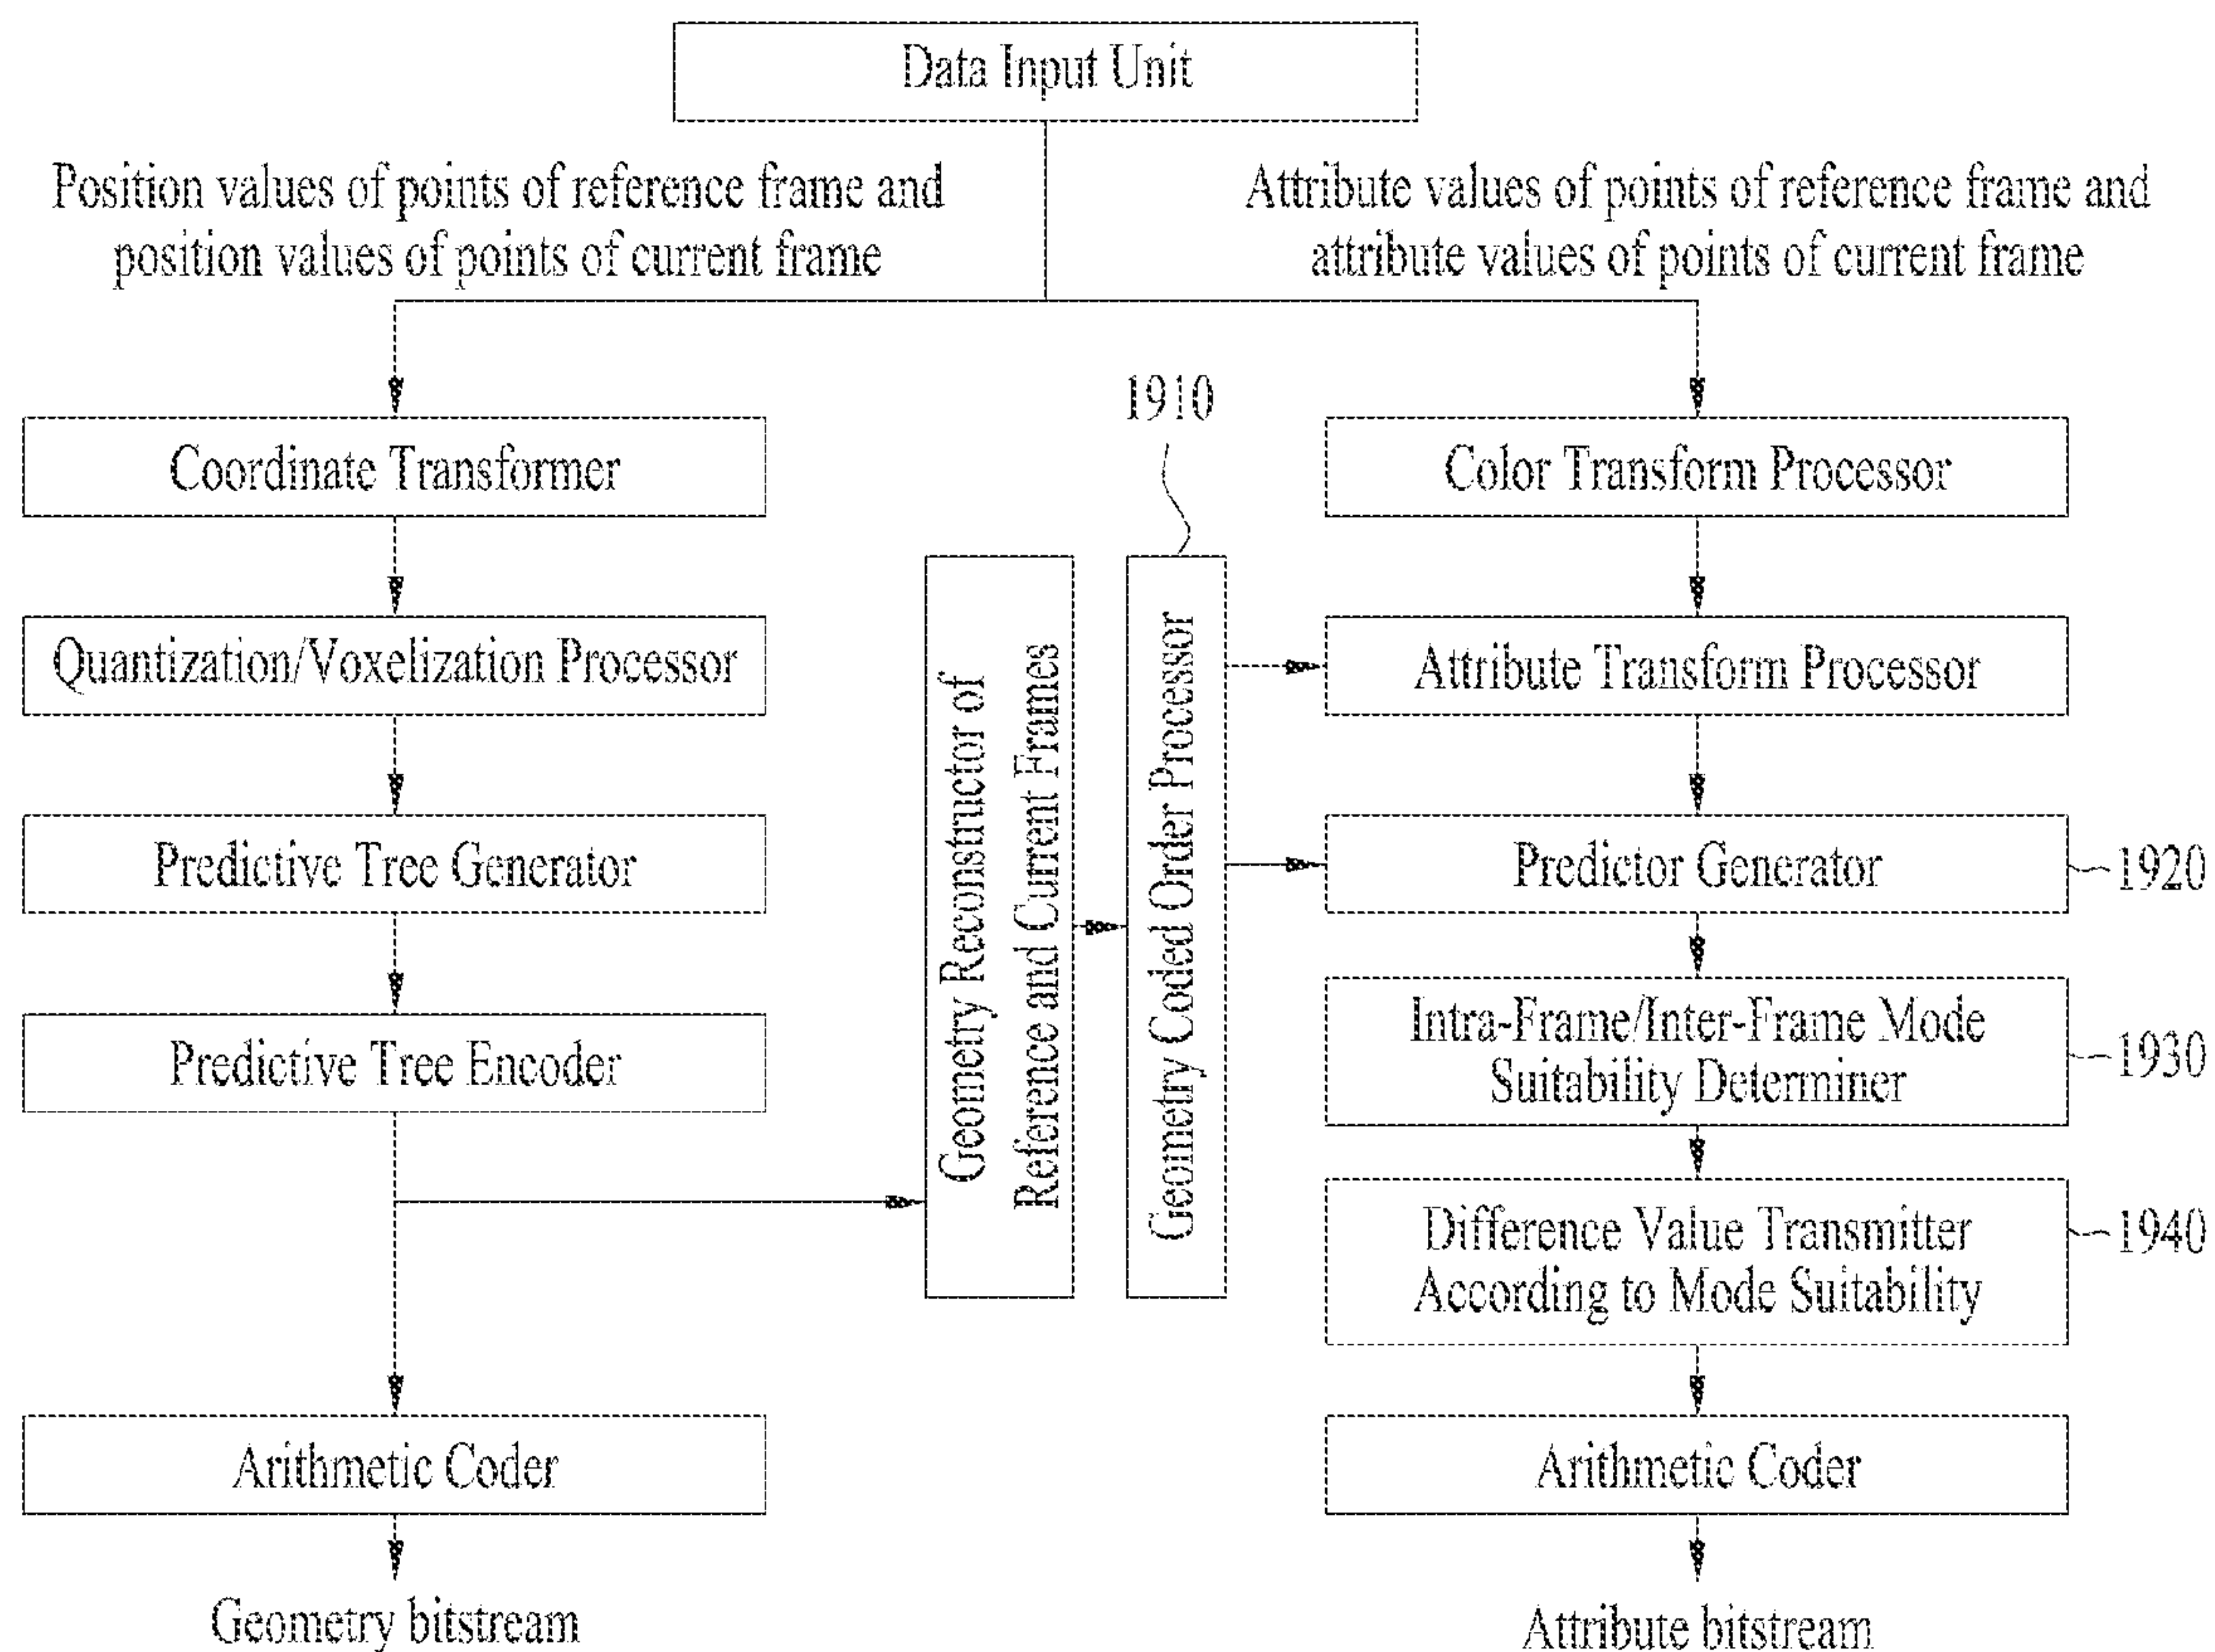 Data Input Unit
Position values of points of reference frame and
position values of points of current frame
Attribute values of points of reference frame and
attribute values of points of current frame
Coordinate Transformer
Quantization/Voxelization Processor
Predictive Tree Generator
Predictive Tree Encoder
Arithmetic Coder
Geometry bitstream
Geometry Reconstructor of
Reference and Current Frames
1910
Geometry Coded Order Processor
Color Transform Processor
Attribute Transform Processor
Predictor Generator
1920
Intra-Frame/Inter-Frame Mode
Suitability Determiner
1930
Difference Value Transmitter
According to Mode Suitability
1940
Arithmetic Coder
Attribute bitstream